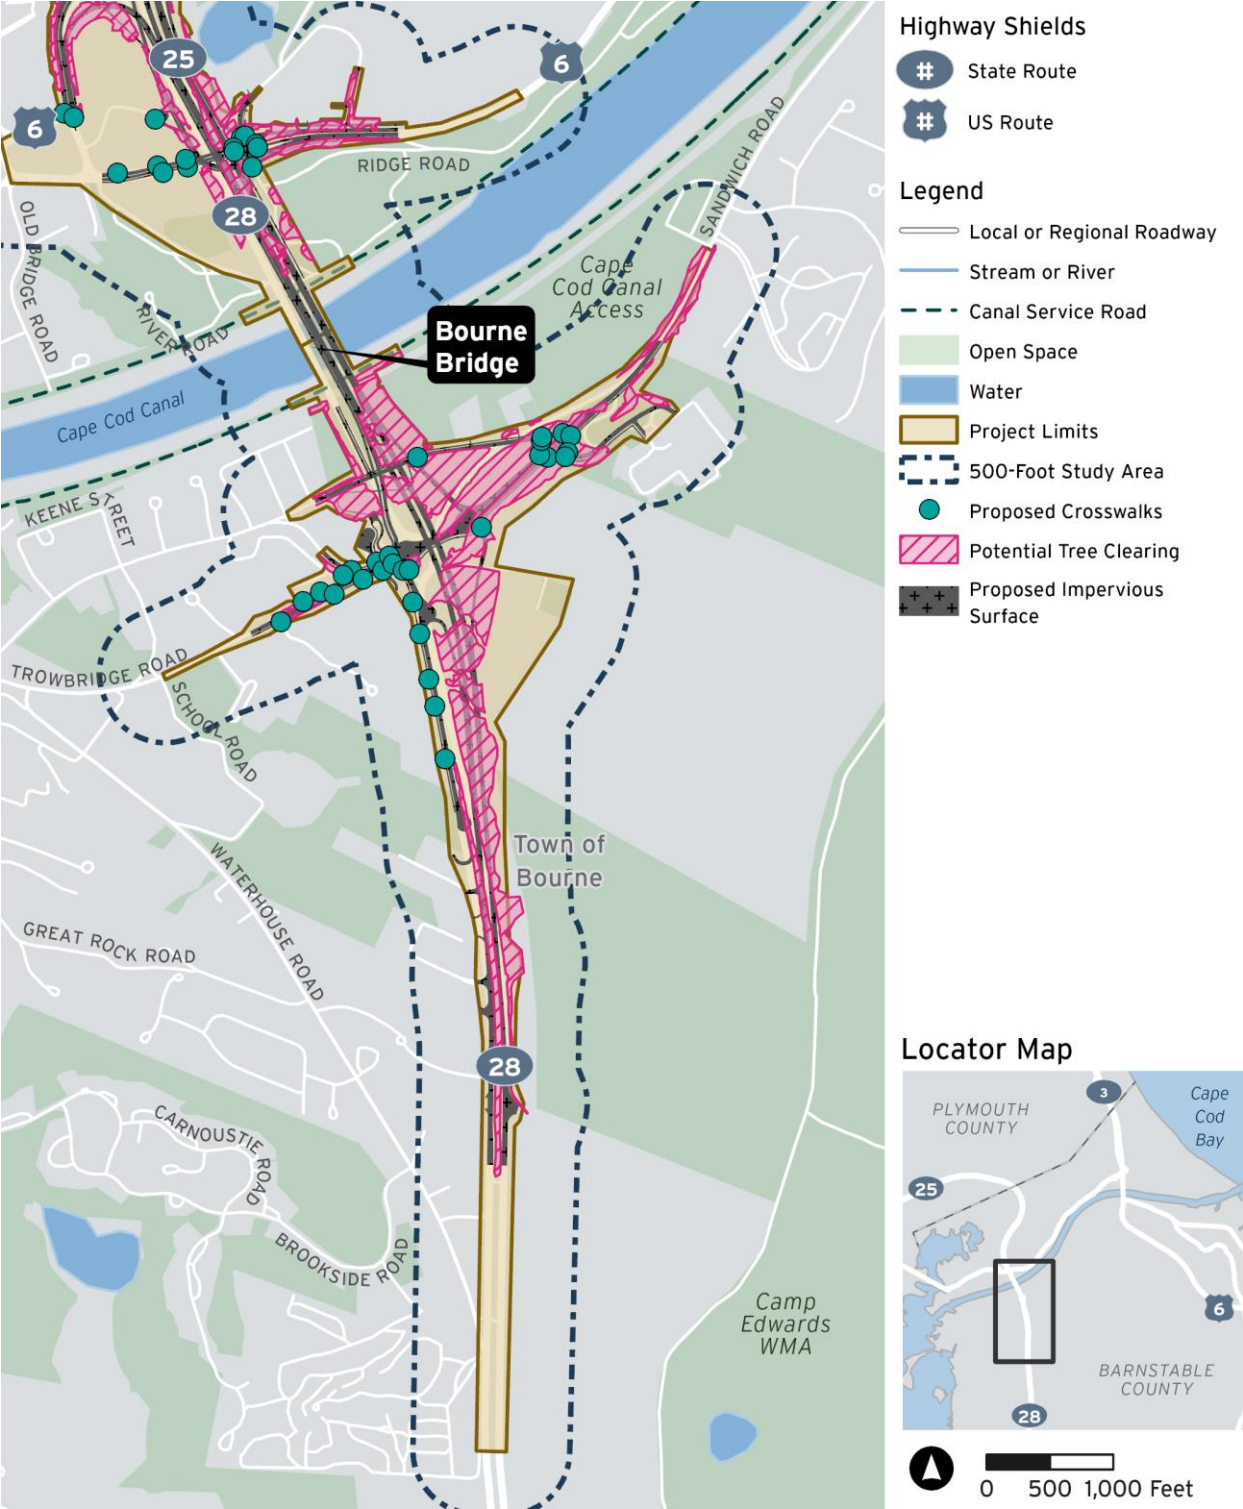 25
6
6
RIDGE ROAD
28
SANDWICH ROAD
OLD BRIDGE ROAD
RIVER ROAD
Cape
Cod Canal
Access
Bourne
Bridge
Cape Cod Canal
KEENE STREET
TROWBRIDGE ROAD
SCHOOL ROAD
Town of
Bourne
WATERHOUSE ROAD
GREAT ROCK ROAD
28
CARNOUSTIE ROAD
BROOKSIDE ROAD
Camp
Edwards
WMA
Highway Shields
# State Route
# US Route
Legend
Local or Regional Roadway
Stream or River
Canal Service Road
Open Space
Water
Project Limits
500-Foot Study Area
Proposed Crosswalks
Potential Tree Clearing
Proposed Impervious
Surface
Locator Map
3
PLYMOUTH
COUNTY
Cape
Cod
Bay
25
6
BARNSTABLE
COUNTY
28
0 500 1,000 Feet